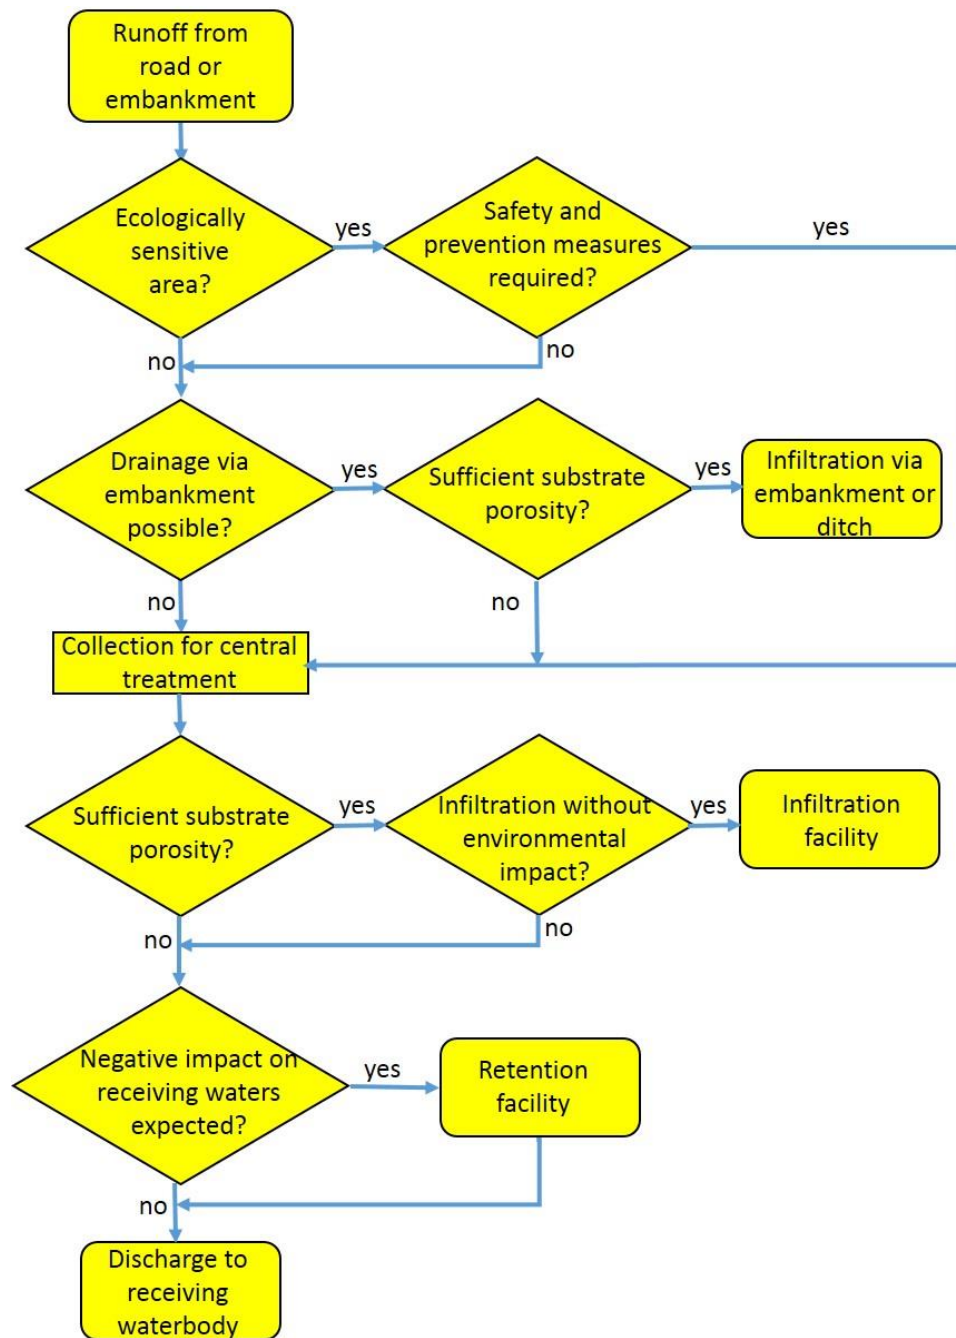 Runoff from
road or
embankment
Ecologically
sensitive
area?
yes
Safety and
prevention measures
required?
yes
no
no
Drainage via
embankment
possible?
yes
Sufficient substrate
porosity?
yes
Infiltration via
embankment or
ditch
no
no
Collection for central
treatment
Sufficient substrate
porosity?
yes
Infiltration without
environmental
impact?
yes
Infiltration
facility
no
no
Negative impact on
receiving waters
expected?
yes
Retention
facility
no
Discharge to
receiving
waterbody